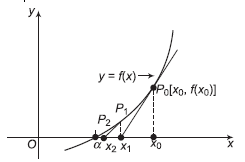 y
y = f(x)
P₀[x₀, f(x₀)]
P₁
P₂
O
α x₂ x₁ x₀
x